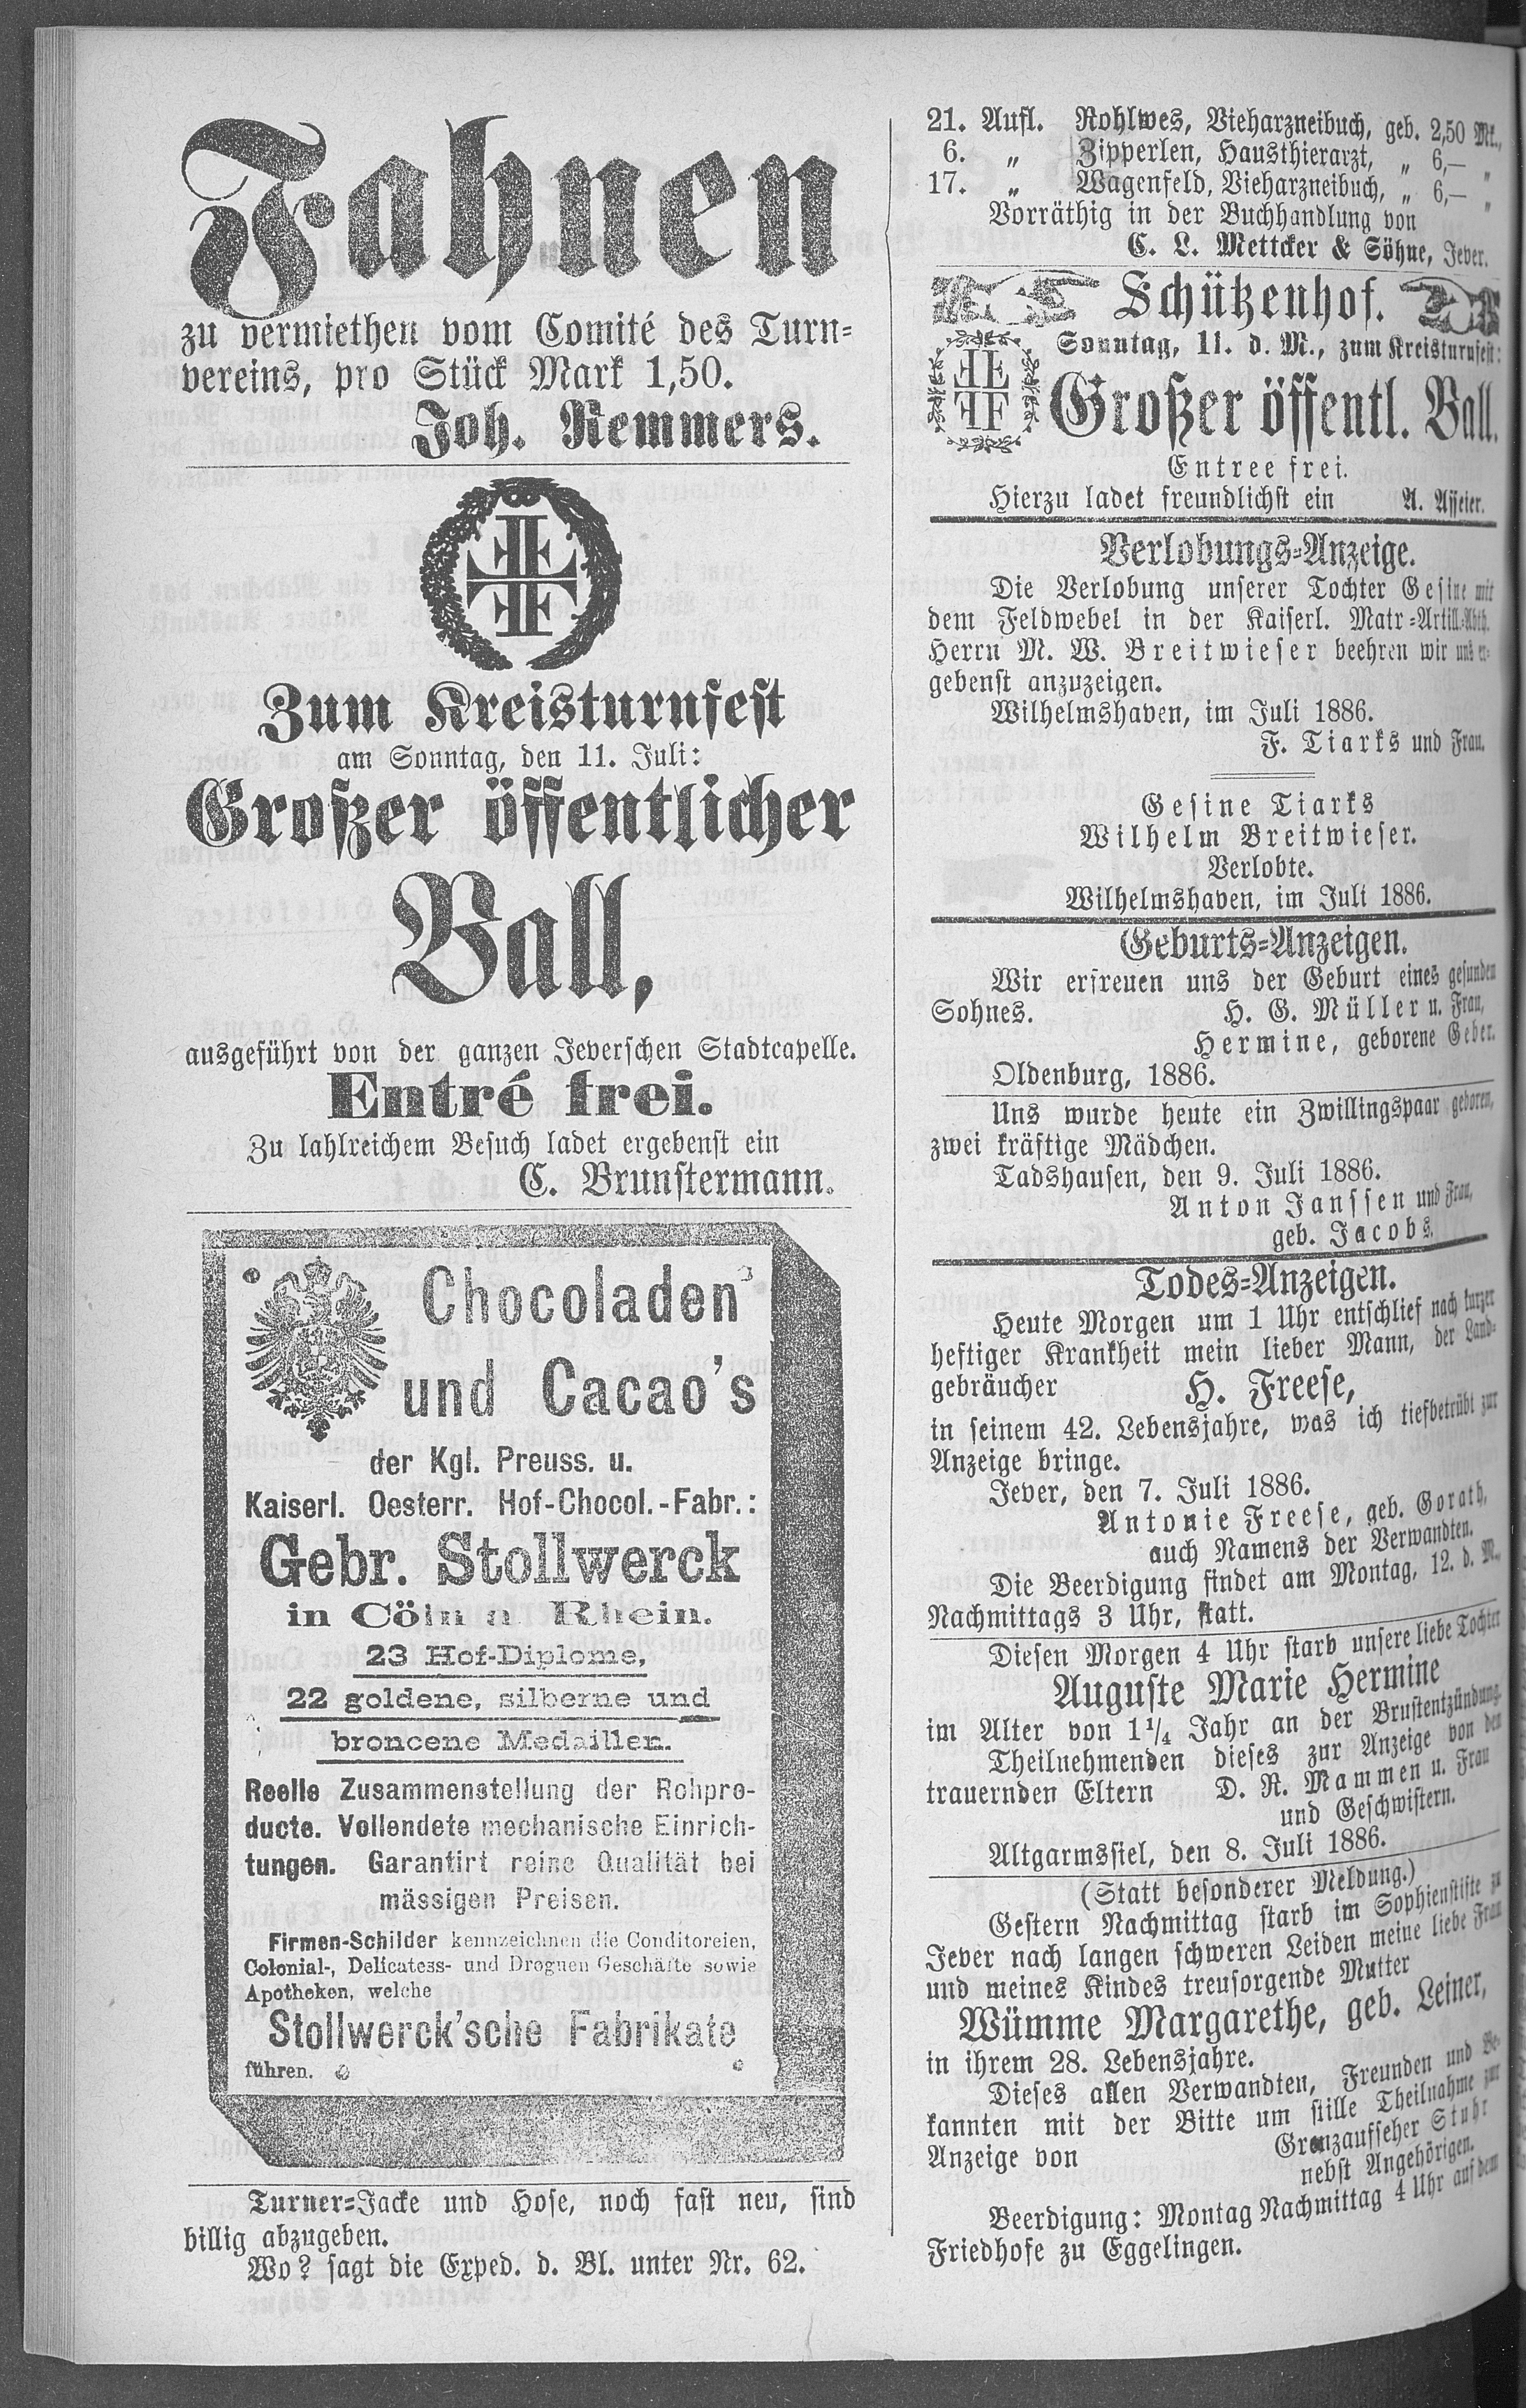 Fahnen
zu vermiethen vom Comité des Turn-
vereins, pro Stück Mark 1,50.
Joh. Remmers.
Zum Kreisturnfest
am Sonntag, den 11. Juli:
Großer öffentlicher
Ball,
ausgeführt von der ganzen Jeverschen Stadtcapelle.
Entré frei.
Zu lahlreichem Besuch ladet ergebenst ein
C. Brunstermann.
Chocoladen
und Cacao's
der Kgl. Preuss. u.
Kaiserl. Oesterr. Hof-Chocol.-Fabr.:
Gebr. Stollwerck
in Cöln a. Rhein.
23 Hof-Diplome,
22 goldene, silberne und
broncene Medaillen.
Reelle Zusammenstellung der Rohpro-
ducte. Vollendete mechanische Einrich-
tungen. Garantirt reine Qualität bei
mässigen Preisen.
Firmen-Schilder kennzeichnen die Conditoreien,
Colonial-, Delicatess- und Droguen Geschäfte sowie
Apotheken, welche
Stollwerck'sche Fabrikate
führen.
Turner-Jacke und Hose, noch fast neu, sind
billig abzugeben.
Wo? sagt die Exped. d. Bl. unter Nr. 62.
21. Aufl. Rohlwes, Vieharzneibuch, geb. 2,50 Mk.,
6. „ Zipperlen, Hausthierarzt, „ 6,— „
17. „ Wagenfeld, Vieharzneibuch, „ 6,— „
Vorräthig in der Buchhandlung von
C. L. Mettcker & Söhne, Jever.
Schützenhof.
Sonntag, 11. d. M., zum Kreisturnfest:
Großer öffentl. Ball.
Entree frei.
Hierzu ladet freundlichst ein A. Asseier.
Verlobungs-Anzeige.
Die Verlobung unserer Tochter Gesine mit
dem Feldwebel in der Kaiserl. Matr-Artill.-Abth.
Herrn M. W. Breitwieser beehren wir uns er-
gebenst anzuzeigen.
Wilhelmshaven, im Juli 1886.
F. Tiarks und Frau.
Gesine Tiarks
Wilhelm Breitwieser.
Verlobte.
Wilhelmshaven, im Juli 1886.
Geburts-Anzeigen.
Wir erfreuen uns der Geburt eines gesunden
Sohnes. H. G. Müller u. Frau,
Hermine, geborene Geber.
Oldenburg, 1886.
Uns wurde heute ein Zwillingspaar geboren,
zwei kräftige Mädchen.
Tadshausen, den 9. Juli 1886.
Anton Janssen und Frau,
geb. Jacobs.
Todes-Anzeigen.
Heute Morgen um 1 Uhr entschlief nach kurzer
heftiger Krankheit mein lieber Mann, der Land-
gebräucher H. Freese,
in seinem 42. Lebensjahre, was ich tiefbetrübt zur
Anzeige bringe.
Jever, den 7. Juli 1886.
Antonie Freese, geb. Gorath,
auch Namens der Verwandten.
Die Beerdigung findet am Montag, 12. d. M.,
Nachmittags 3 Uhr, statt.
Diesen Morgen 4 Uhr starb unsere liebe Tochter
Auguste Marie Hermine
im Alter von 1¼ Jahr an der Brustentzündung.
Theilnehmenden dieses zur Anzeige von den
trauernden Eltern D. R. Mammen u. Frau
und Geschwistern.
Altgarmssiel, den 8. Juli 1886.
(Statt besonderer Meldung.)
Gestern Nachmittag starb im Sophienstifte zu
Jever nach langen schweren Leiden meine liebe Frau
und meines Kindes treusorgende Mutter
Wümme Margarethe, geb. Leiner,
in ihrem 28. Lebensjahre.
Dieses allen Verwandten, Freunden und Be-
kannten mit der Bitte um stille Theilnahme zur
Anzeige von Grenzaufseher Stuhr
nebst Angehörigen.
Beerdigung: Montag Nachmittag 4 Uhr auf dem
Friedhofe zu Eggelingen.